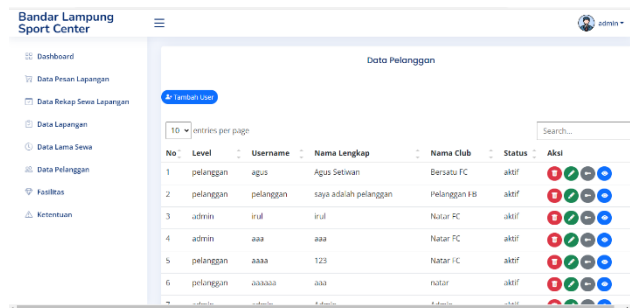 Bandar Lampung
Sport Center
admin
Dashboard
Data Pesan Lapangan
Data Rekap Sewa Lapangan
Data Lapangan
Data Lama Sewa
Data Pelanggan
Fasilitas
Ketentuan
Data Pelanggan
Tambah User
10 entries per page
Search...
No Level Username Nama Lengkap Nama Club Status Aksi
1 pelanggan agus Agus Setiwan Bersatu FC aktif
2 pelanggan pelanggan saya adalah pelanggan Pelanggan FB aktif
3 admin irul irul Natar FC aktif
4 admin aaa aaa Natar FC aktif
5 pelanggan aaaa 123 Natar FC aktif
6 pelanggan aaaaaa aaa natar aktif